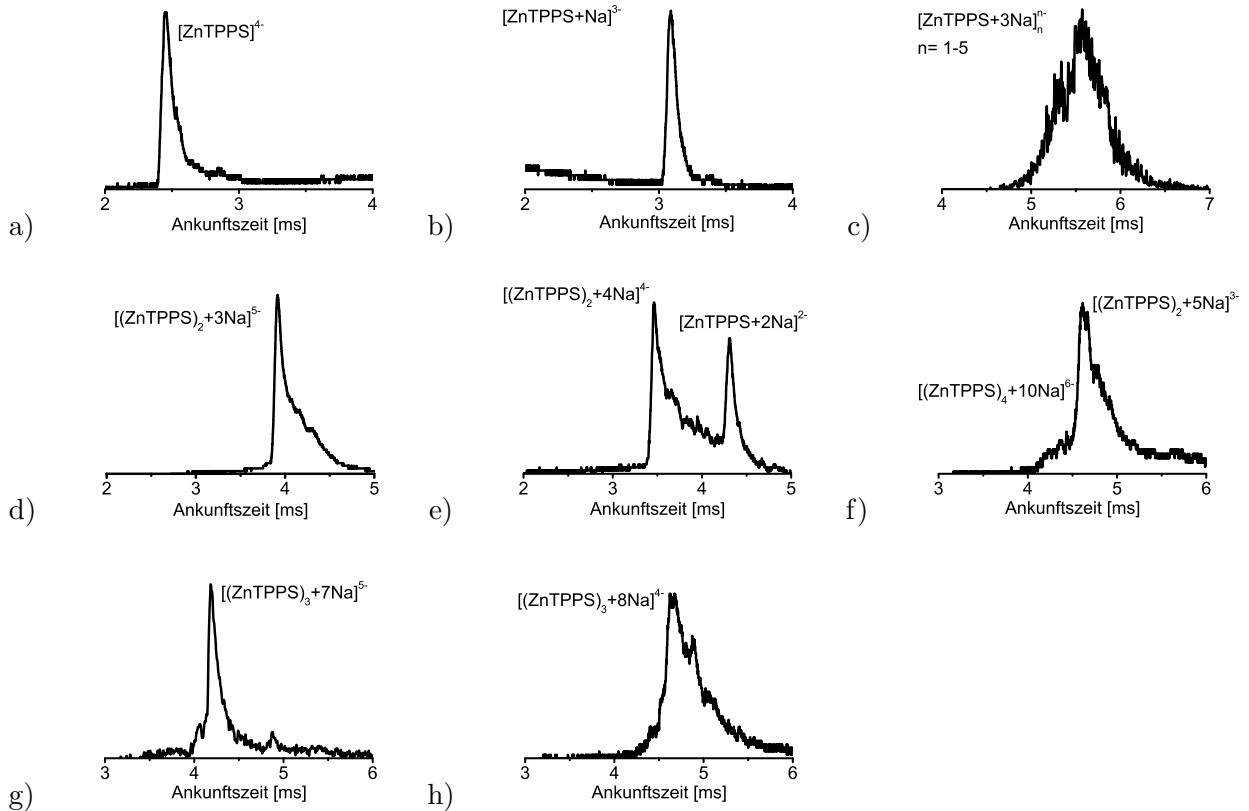 [ZnTPPS]4-
2 3 4
Ankunftszeit [ms]
a)
[ZnTPPS+Na]3-
2 3 4
Ankunftszeit [ms]
b)
[ZnTPPS+3Na]n n-
n= 1-5
4 5 6 7
Ankunftszeit [ms]
c)
[(ZnTPPS)2+3Na]5-
2 3 4 5
Ankunftszeit [ms]
d)
[(ZnTPPS)2+4Na]4-
[ZnTPPS+2Na]2-
2 3 4 5
Ankunftszeit [ms]
e)
[(ZnTPPS)2+5Na]3-
[(ZnTPPS)4+10Na]6-
3 4 5 6
Ankunftszeit [ms]
f)
[(ZnTPPS)3+7Na]5-
3 4 5 6
Ankunftszeit [ms]
g)
[(ZnTPPS)3+8Na]4-
3 4 5 6
Ankunftszeit [ms]
h)